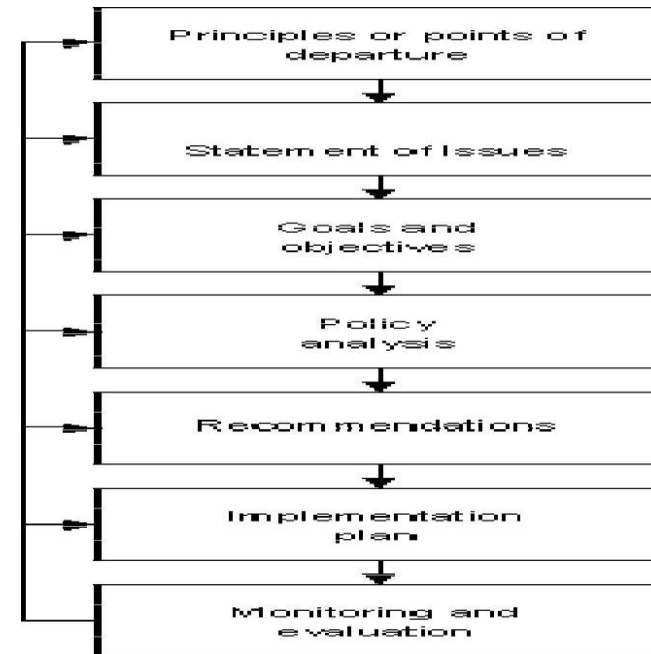 Principles or points of
departure
Statement of Issues
Goals and
objectives
Policy
analysis
Recommendations
Implementation
plan
Monitoring and
evaluation